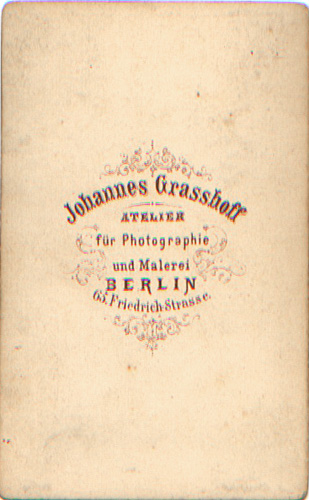 Johannes Grasshoff
ATELIER
für Photographie
und Malerei
BERLIN
65. Friedrich-Strasse.